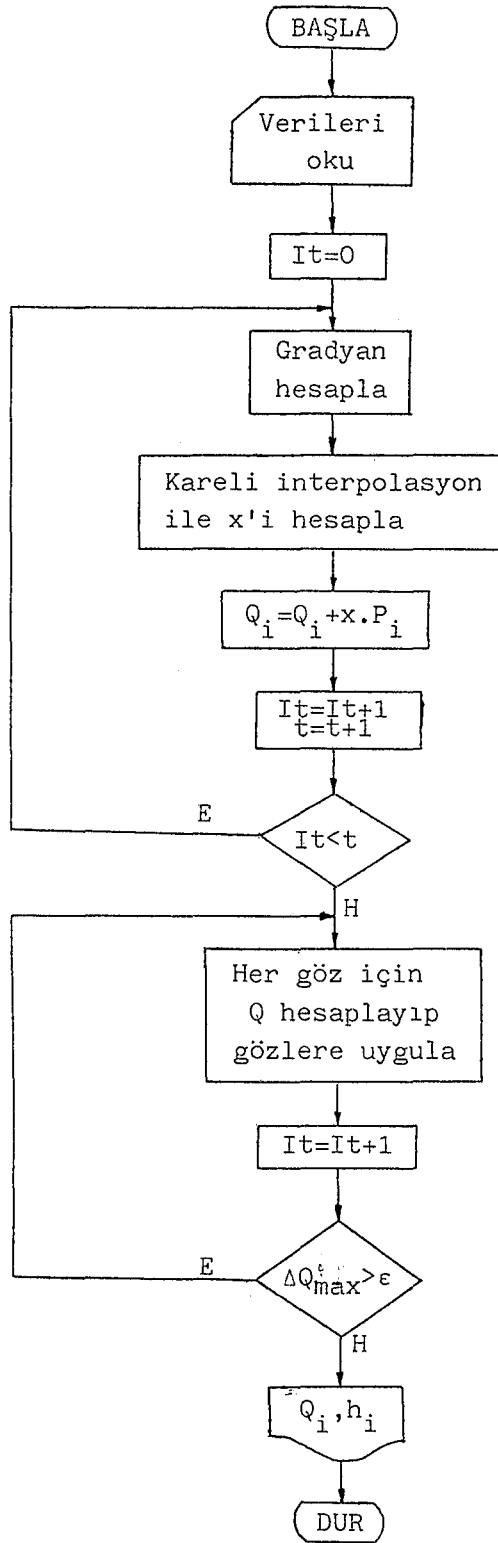 BAŞLA
Verileri
oku
It=0
Gradyan
hesapla
Kareli interpolasyon
ile x'i hesapla
Q_i=Q_i+x.P_i
It=It+1
t=t+1
E
It<t
H
Her göz için
Q hesaplayıp
gözlere uygula
It=It+1
E
ΔQ_max>ε
H
Q_i,h_i
DUR